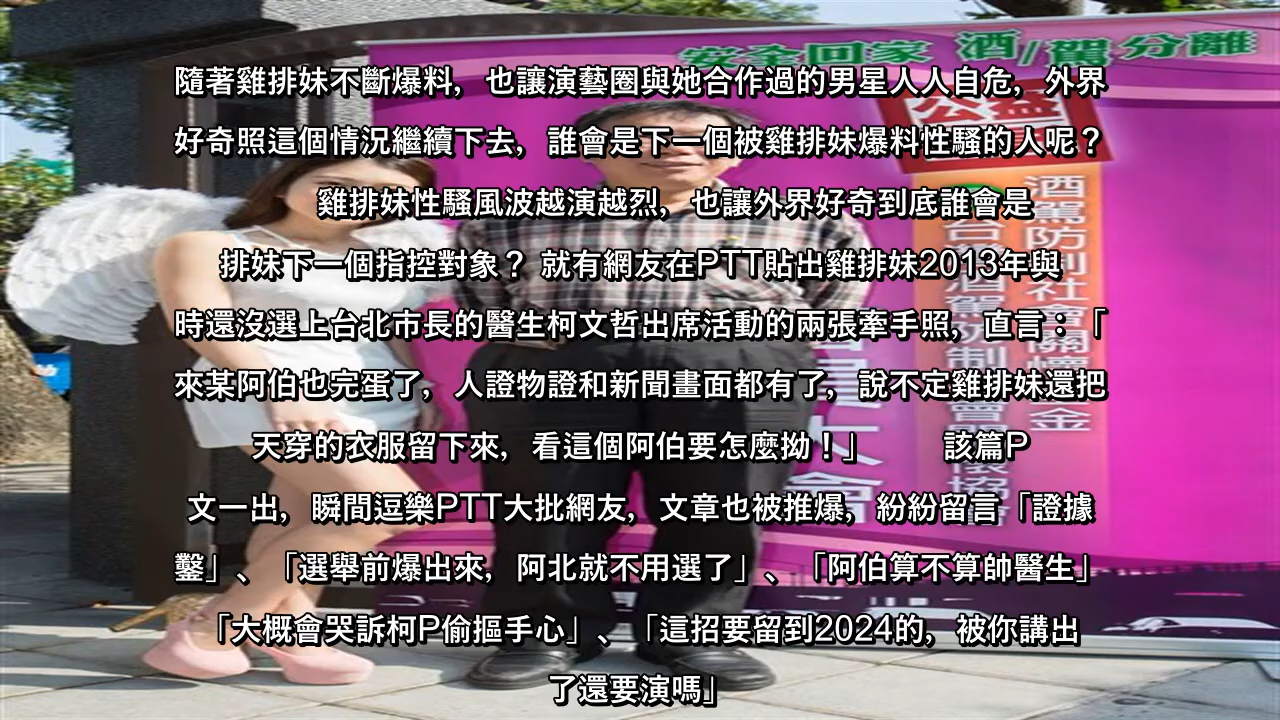 安全回家 酒/駕分離
隨著雞排妹不斷爆料，也讓演藝圈與她合作過的男星人人自危，外界
好奇照這個情況繼續下去，誰會是下一個被雞排妹爆料性騷的人呢？
雞排妹性騷風波越演越烈，也讓外界好奇到底誰會是
排妹下一個指控對象？ 就有網友在PTT貼出雞排妹2013年與
時還沒選上台北市長的醫生柯文哲出席活動的兩張牽手照，直言：「
來某阿伯也完蛋了，人證物證和新聞畫面都有了，說不定雞排妹還把
天穿的衣服留下來，看這個阿伯要怎麼拗！」 該篇P
文一出，瞬間逗樂PTT大批網友，文章也被推爆，紛紛留言「證據
鑿」、「選舉前爆出來，阿北就不用選了」、「阿伯算不算帥醫生」
「大概會哭訴柯P偷摳手心」、「這招要留到2024的，被你講出
了還要演嗎」
公益